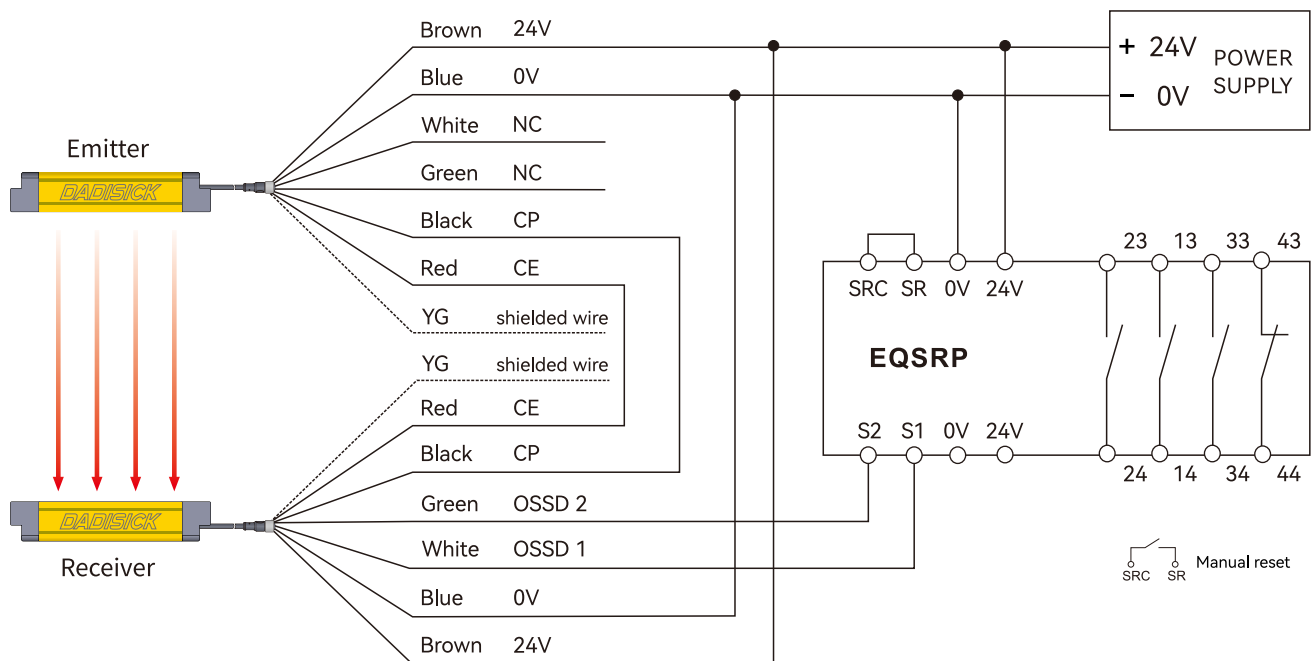 Brown 24V
Blue 0V
White NC
Green NC
Black CP
Red CE
YG shielded wire
YG shielded wire
Red CE
Black CP
Green OSSD 2
White OSSD 1
Blue 0V
Brown 24V
Emitter
DADISICK
DADISICK
Receiver
+ 24V
- 0V
POWER
SUPPLY
23 13 33 43
SRC SR 0V 24V
EQSRP
S2 S1 0V 24V
24 14 34 44
SRC SR
Manual reset